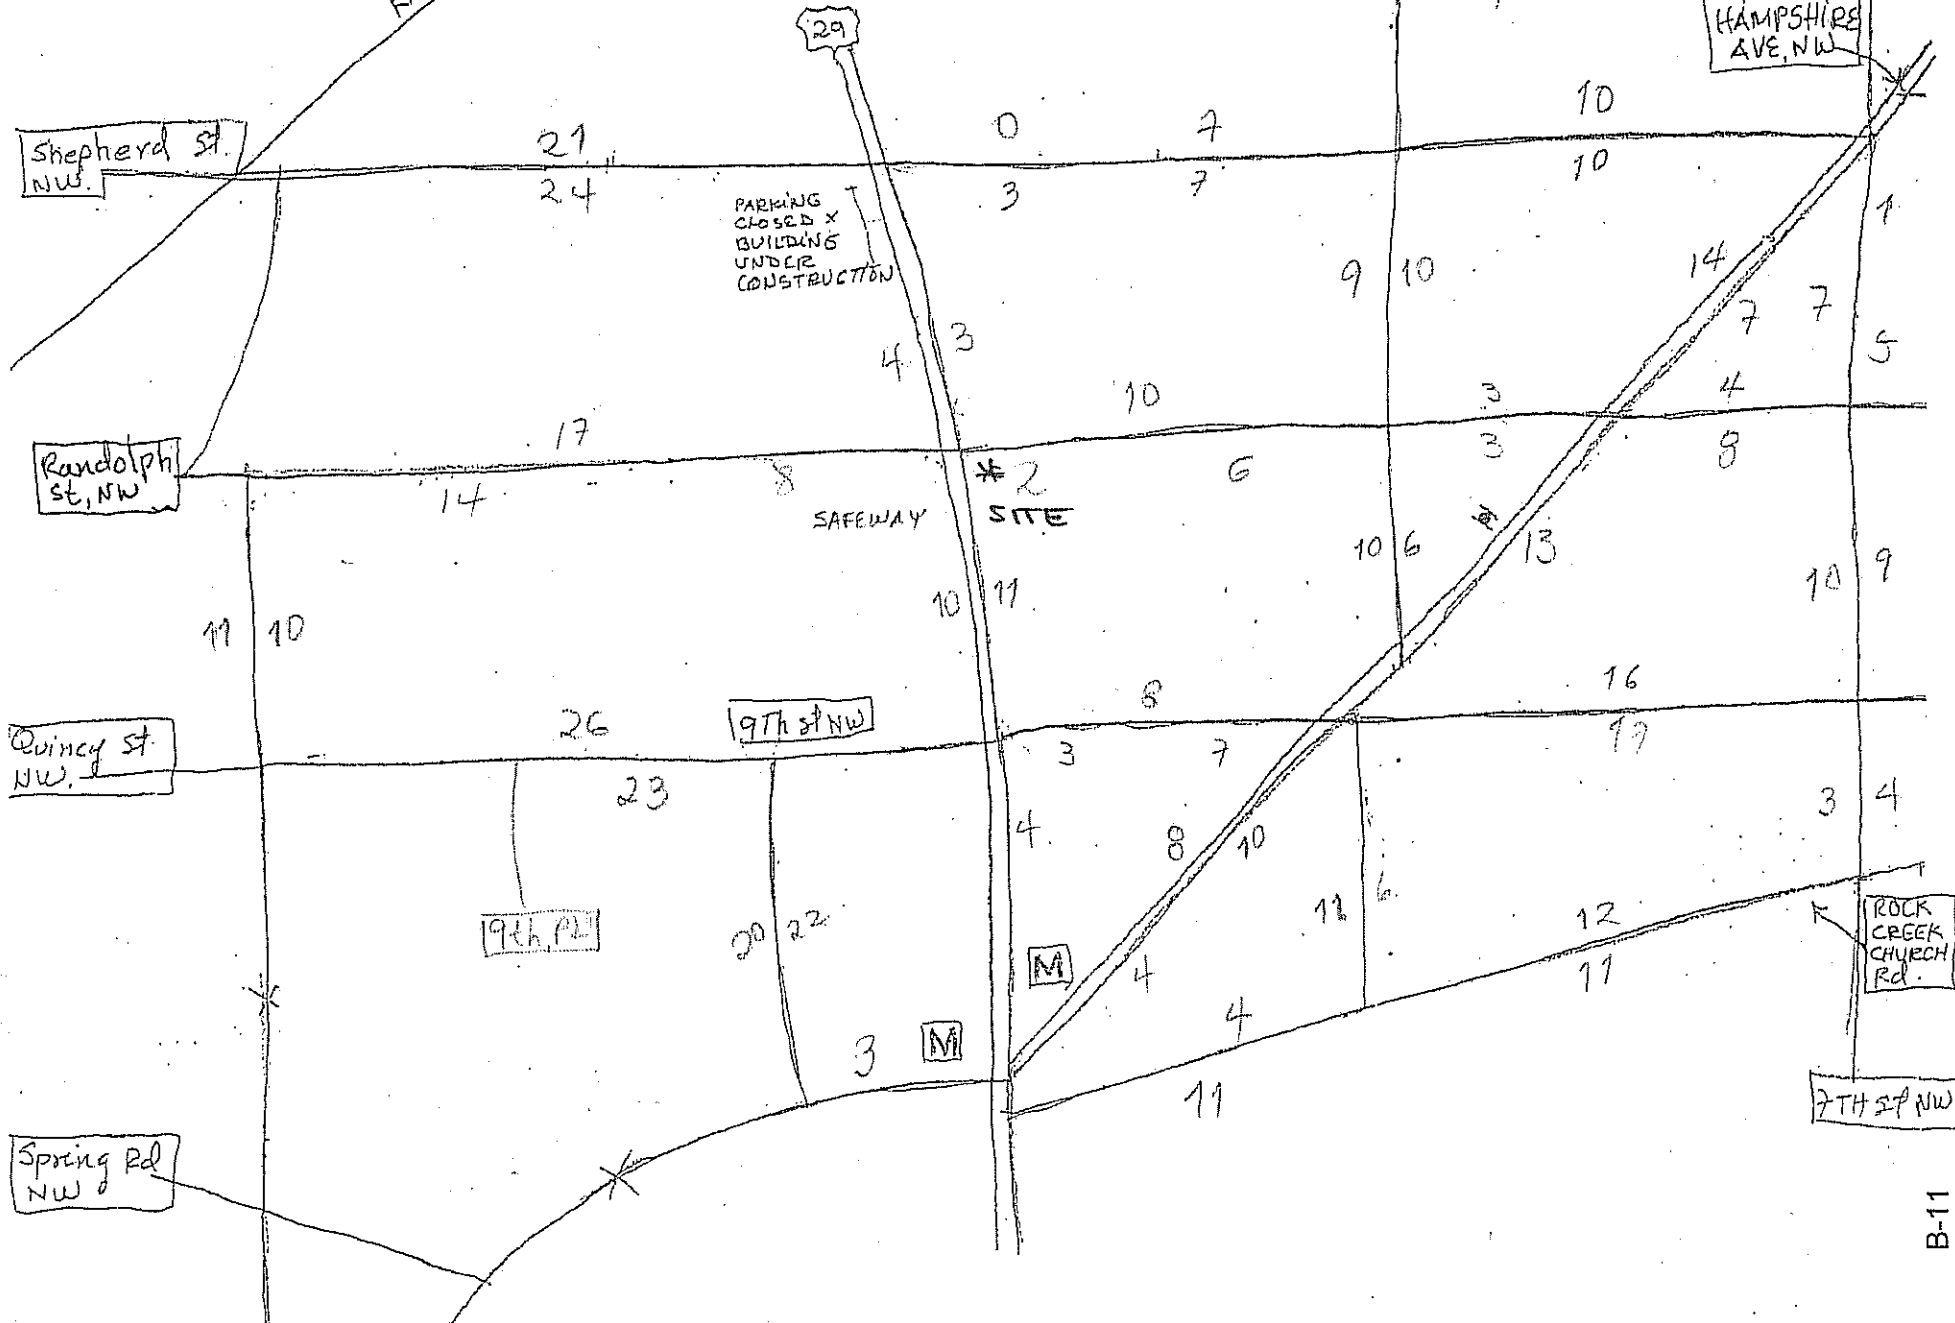 29
HAMPSHIRE
AVE, NW
10
Shepherd St.
NW.
21
0
7
24
3
7
10
PARKING
CLOSED X
BUILDING
UNDER
CONSTRUCTION
1
9 10
14
7
7
4
3
5
10
3
4
Randolph
St, NW
17
14
8
* 2
6
3
8
SAFEWAY
SITE
10 6
13
10 9
11 10
10 11
Quincy St.
NW.
26
9Th st NW
8
16
23
3
7
17
4
8
10
3 4
9th, PL
20 22
11 6
12
11
ROCK
CREEK
CHURCH
Rd.
M
4
3
M
4
11
7TH ST NW
Spring Rd
NW
B-11